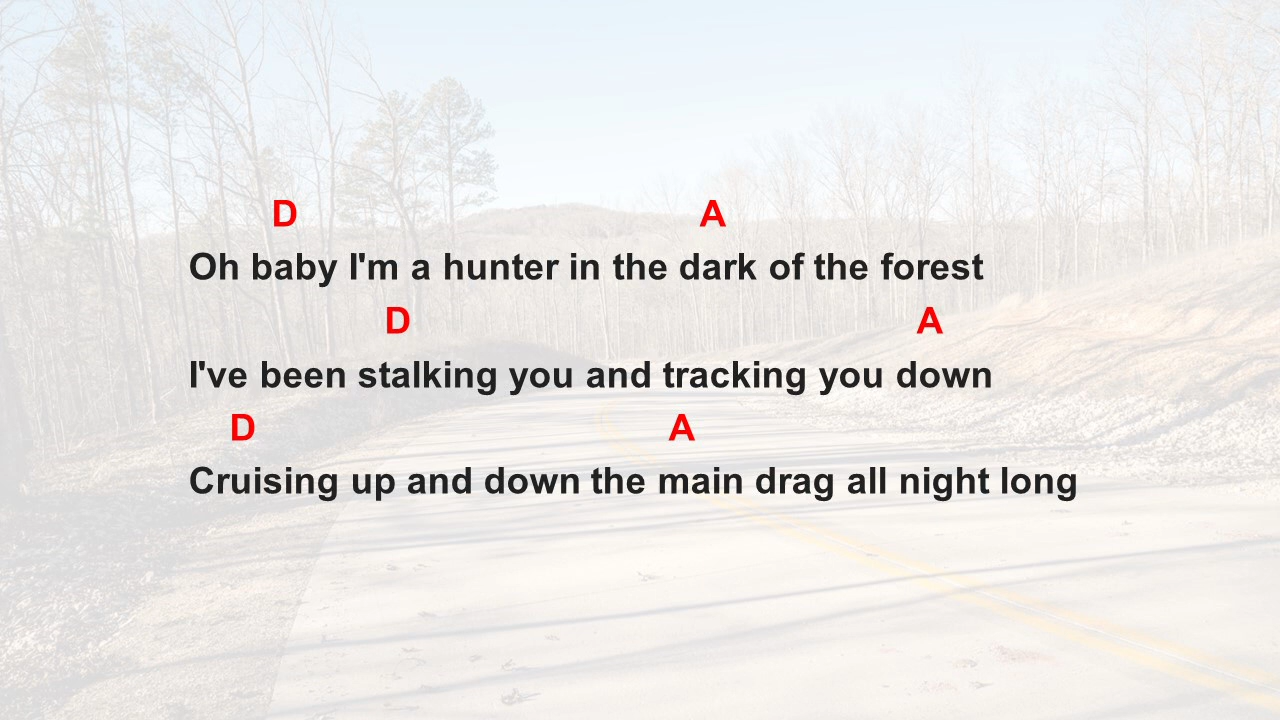 D A
Oh baby I'm a hunter in the dark of the forest
D A
I've been stalking you and tracking you down
D A
Cruising up and down the main drag all night long